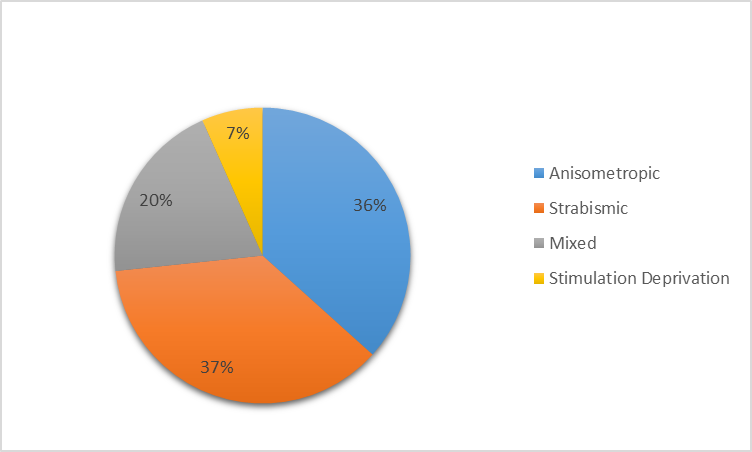 7%
36%
20%
37%
Anisometropic
Strabismic
Mixed
Stimulation Deprivation